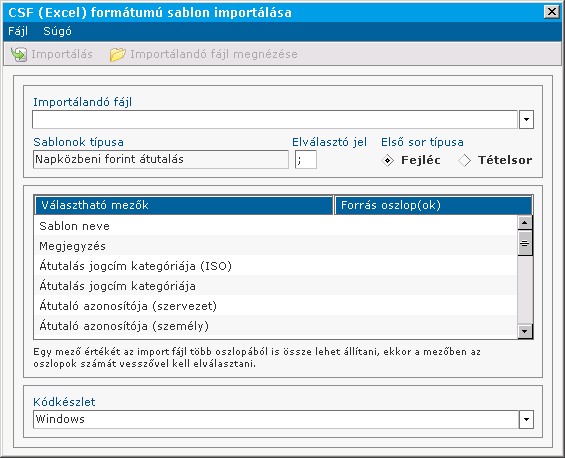 CSF (Excel) formátumú sablon importálása
Fájl Súgó
Importálás Importálandó fájl megnézése
Importálandó fájl
Sablonok típusa Elválasztó jel Első sor típusa
Napközbeni forint átutalás ; Fejléc Tételsor
Választható mezők Forrás oszlop(ok)
Sablon neve
Megjegyzés
Átutalás jogcím kategóriája (ISO)
Átutalás jogcím kategóriája
Átutaló azonosítója (szervezet)
Átutaló azonosítója (személy)
Egy mező értékét az import fájl több oszlopából is össze lehet állítani, ekkor a mezőben az
oszlopok számát vesszővel kell elválasztani.
Kódkészlet
Windows